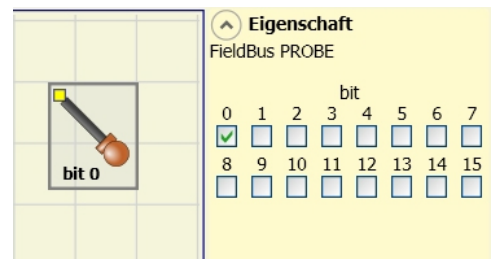 Eigenschaft
FieldBus PROBE
bit
0 1 2 3 4 5 6 7
8 9 10 11 12 13 14 15
bit 0